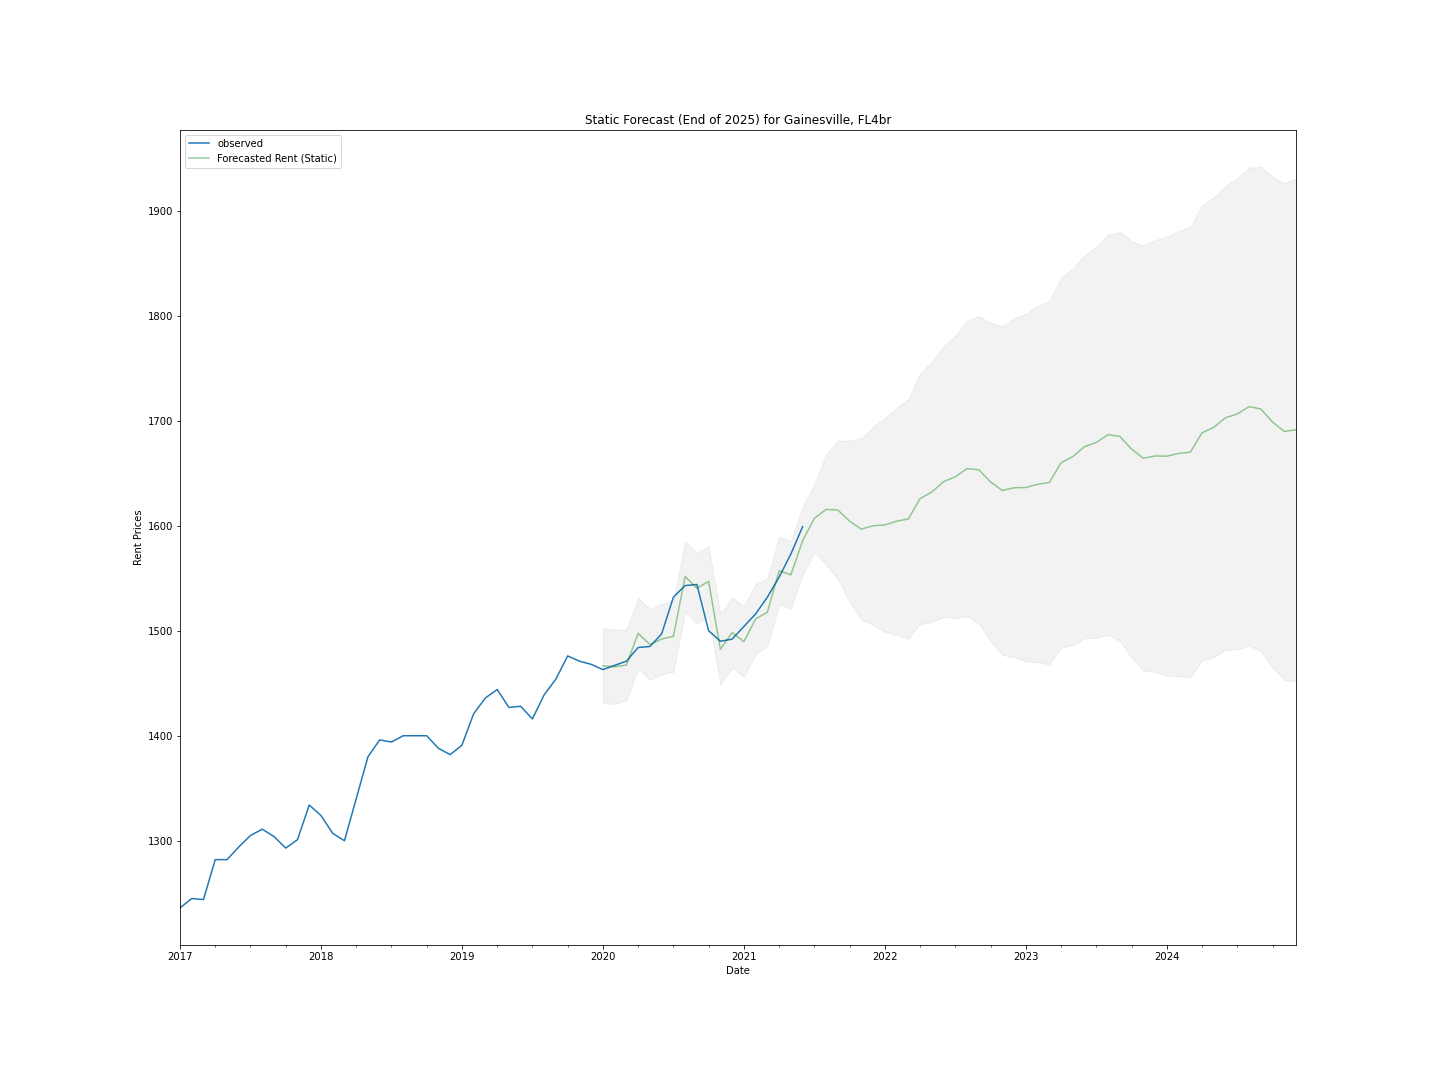 Static Forecast (End of 2025) for Gainesville, FL4br
observed
Forecasted Rent (Static)
1900
1800
1700
1600
1500
1400
1300
Rent Prices
2017 2018 2019 2020 2021 2022 2023 2024
Date